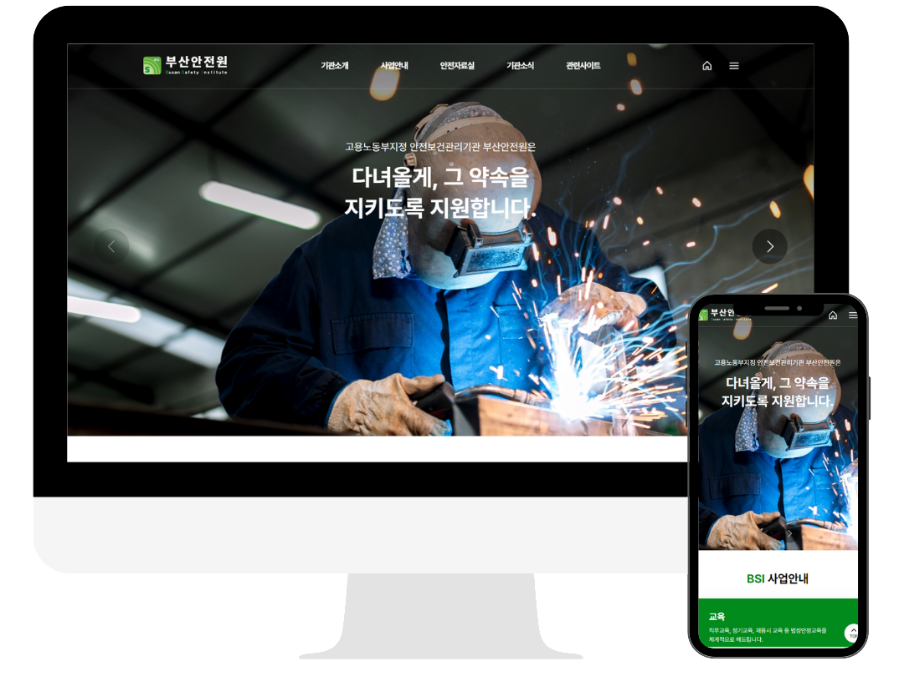 부산안전원
Busan Safety Institute
기관소개 사업안내 안전자료실 기관소식 관련사이트
고용노동부지정 안전보건관리기관 부산안전원은
다녀올게, 그 약속을
지키도록 지원합니다.
부산안
고용노동부지정 안전보건관리기관 부산안전원은
다녀올게, 그 약속을
지키도록 지원합니다.
BSI 사업안내
교육
직무교육, 정기교육, 채용시 교육 등 법정안전교육을
체계적으로 해드립니다.
TOP